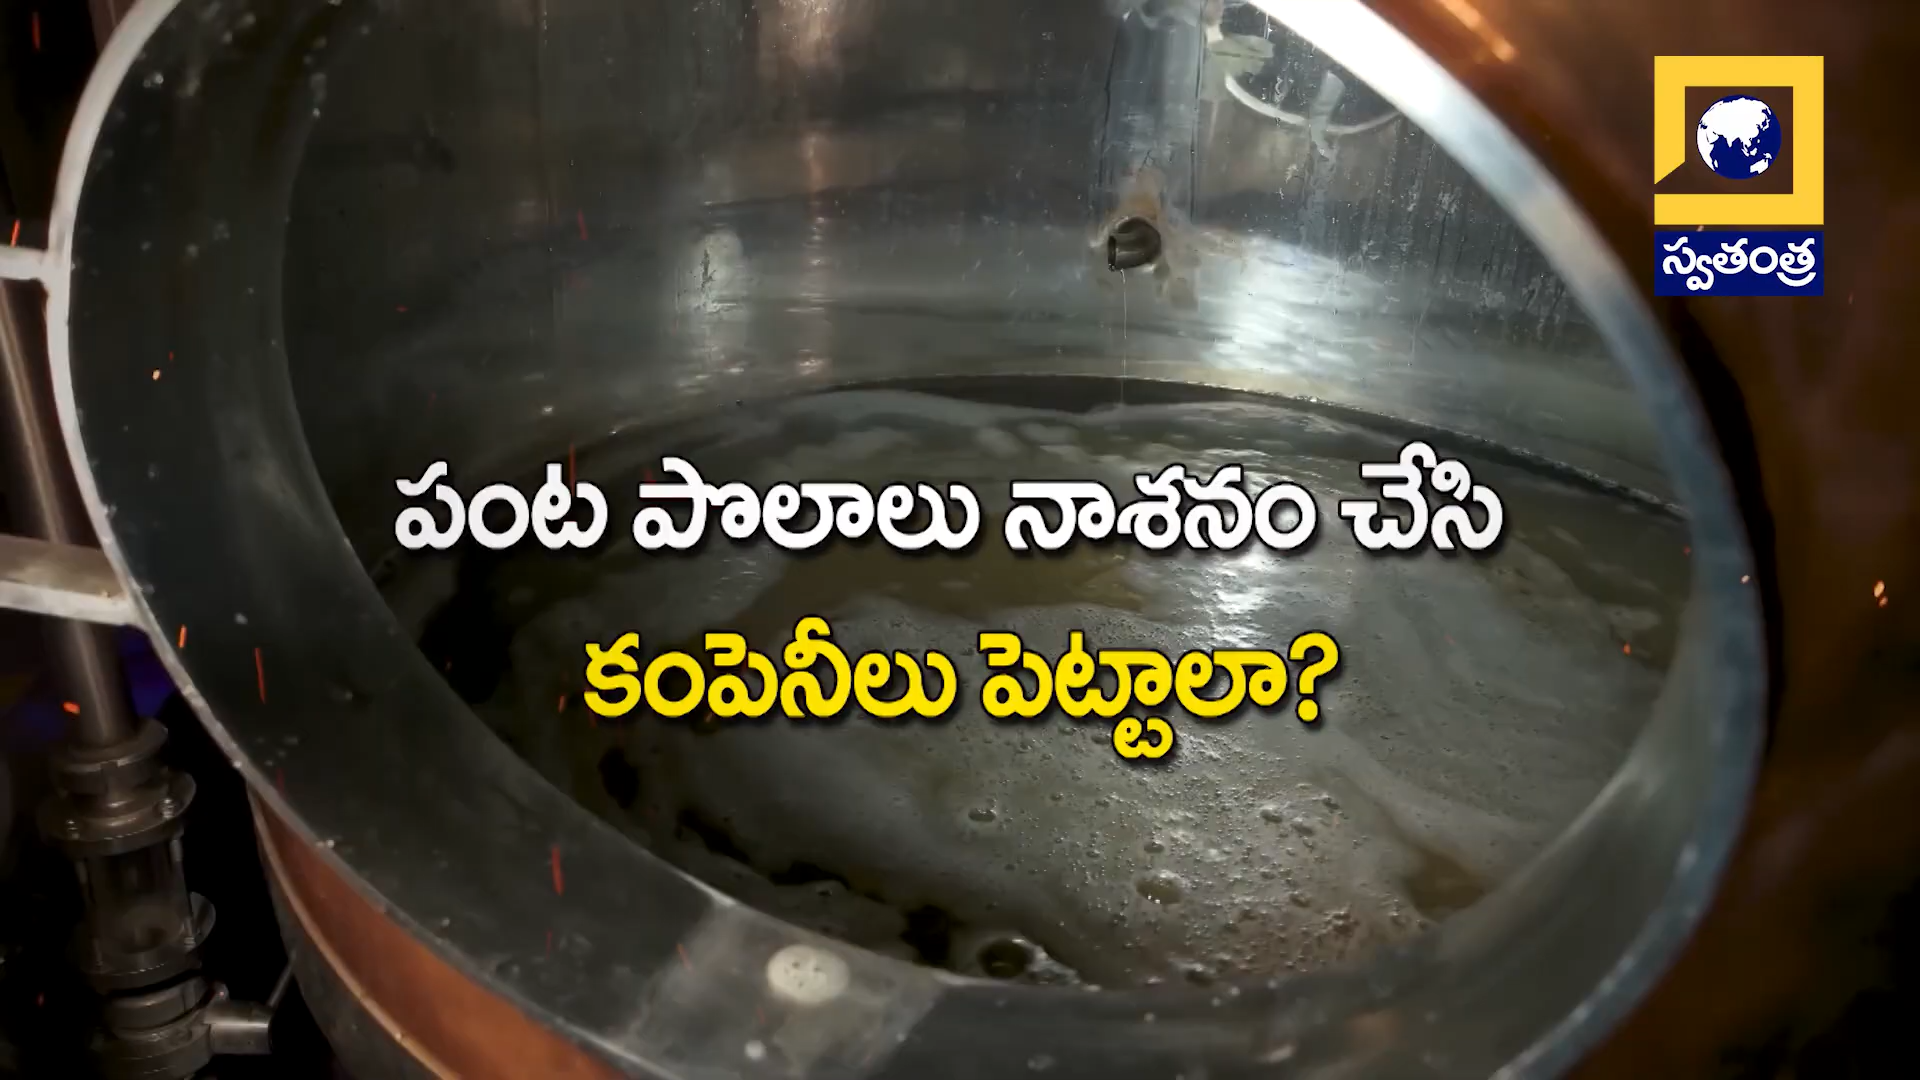 స్వతంత్ర
పంట పొలాలు నాశనం చేసి
కంపెనీలు పెట్టాలా?